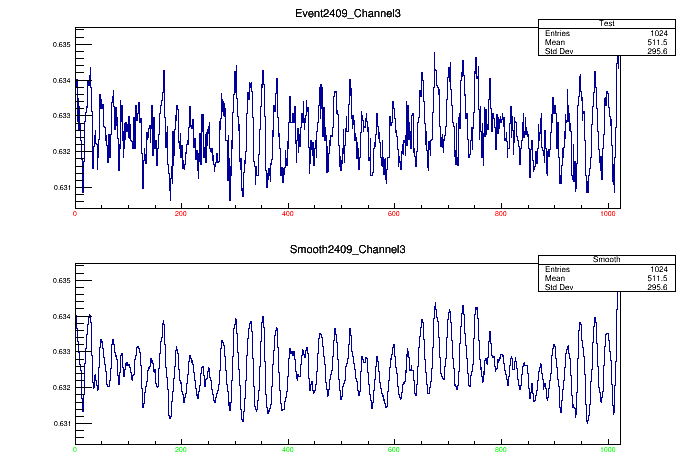 Event2409_Channel3
Test
Entries 1024
Mean 511.5
Std Dev 295.6
0.635
0.634
0.633
0.632
0.631
0 200 400 600 800 1000
Smooth2409_Channel3
Smooth
Entries 1024
Mean 511.5
Std Dev 295.6
0.635
0.634
0.633
0.632
0.631
0 200 400 600 800 1000